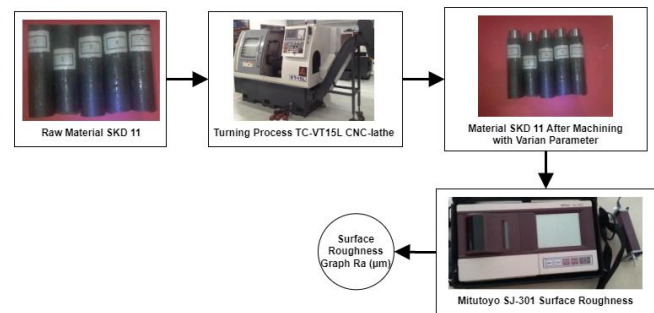 Raw Material SKD 11
Turning Process TC-VT15L CNC-lathe
Material SKD 11 After Machining
with Varian Parameter
Mitutoyo SJ-301 Surface Roughness
Surface
Roughness
Graph Ra (µm)